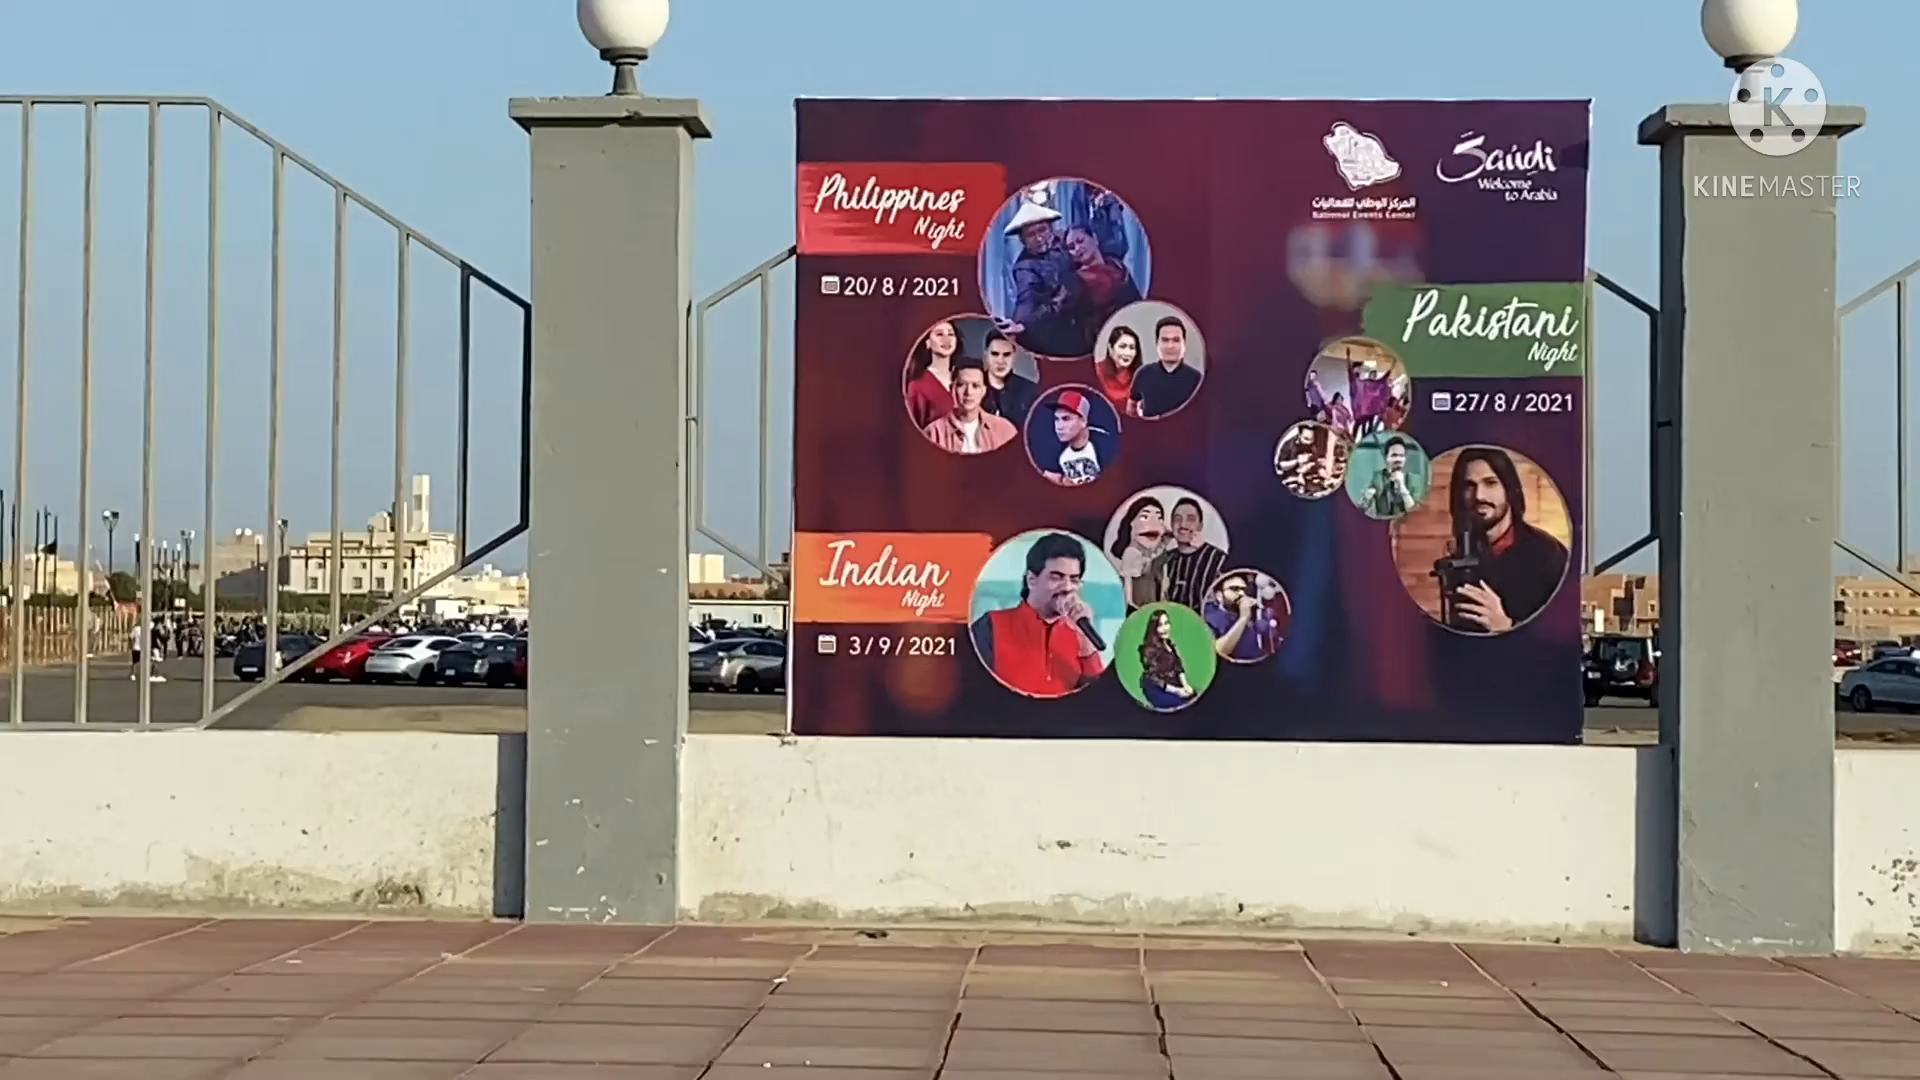 Philippines
Night
20/8/2021
المركز الوطني للفعاليات
National Events Center
Saudi
Welcome
to Arabia
K
KINEMASTER
Pakistani
Night
27/8/2021
Indian
Night
3/9/2021